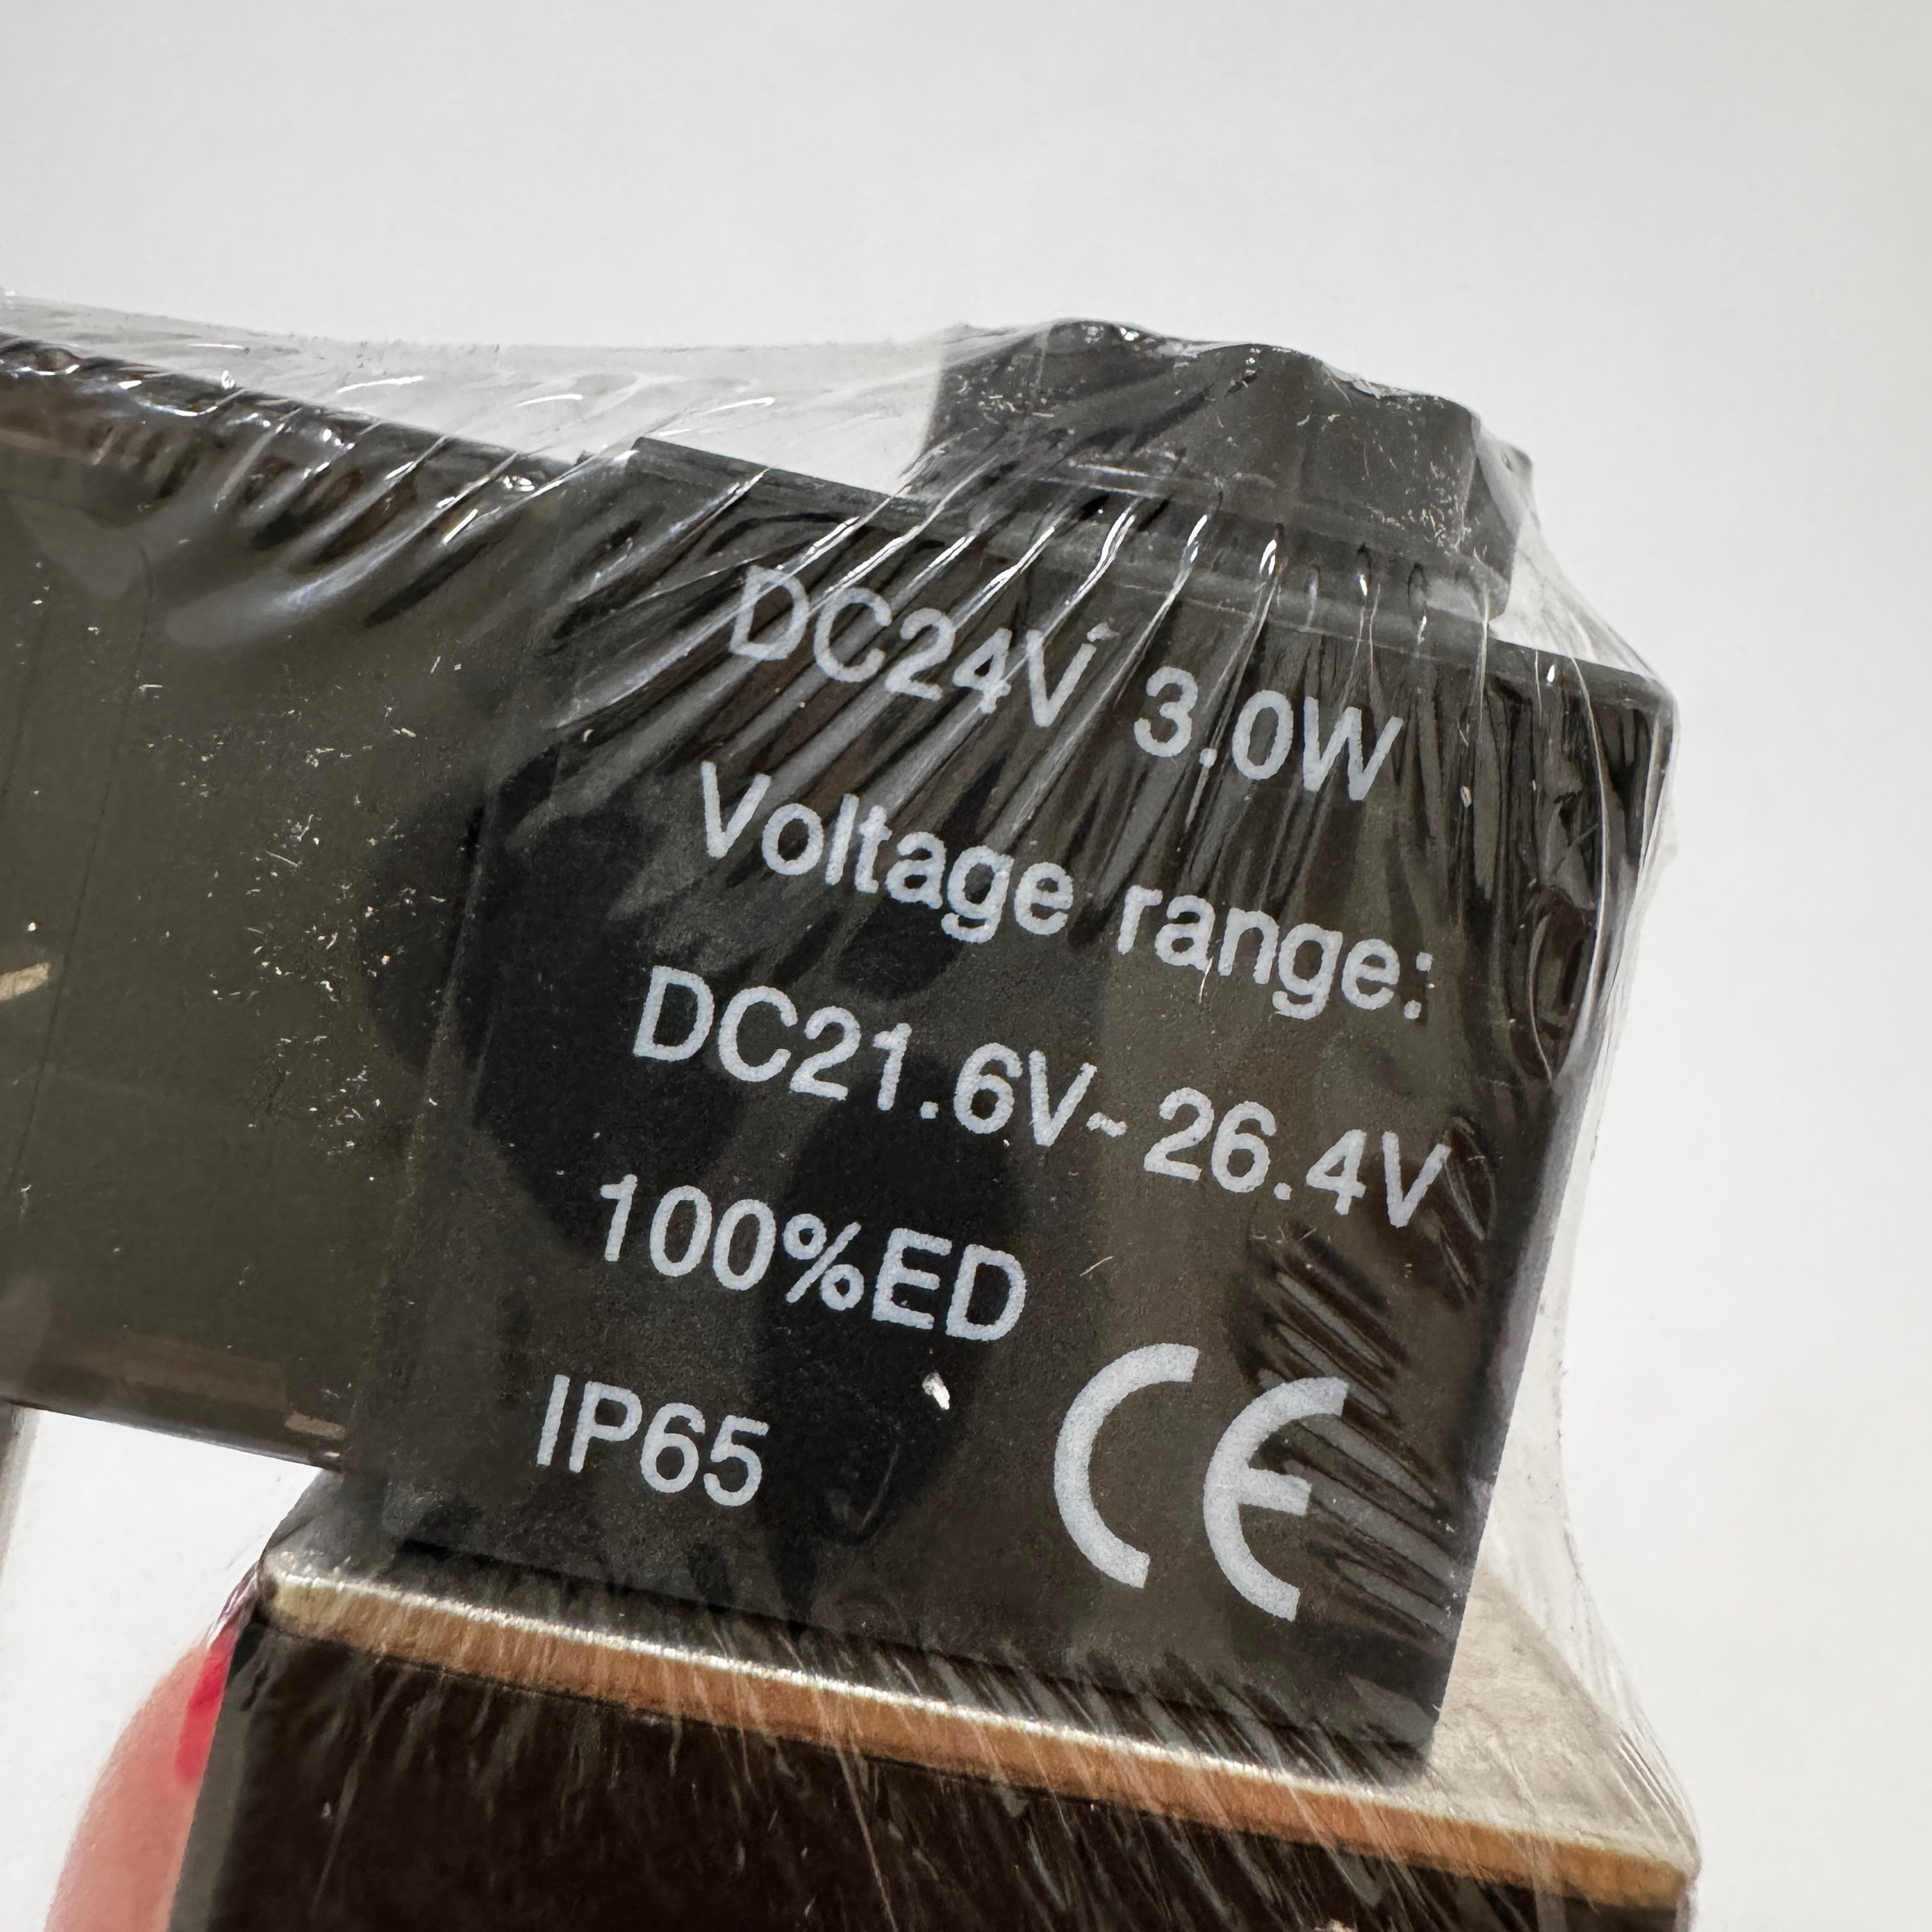 DC24V 3.0W
Voltage range:
DC21.6V~26.4V
100%ED
IP65
CE